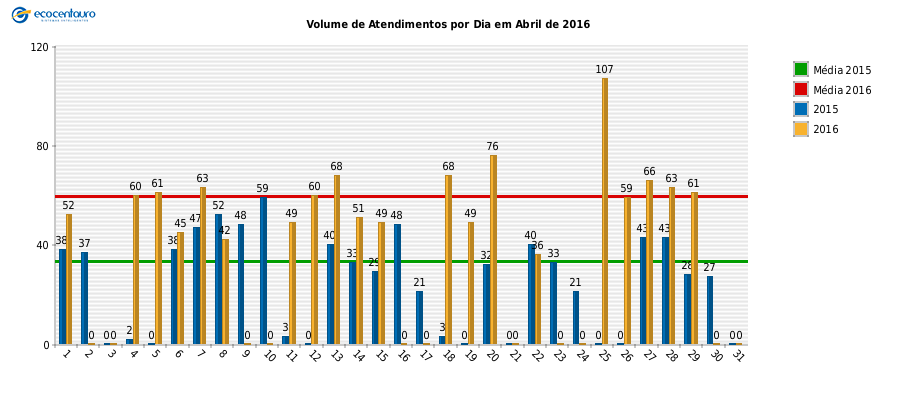 ecocentauro
Volume de Atendimentos por Dia em Abril de 2016
120
80
40
0
Média 2015
Média 2016
2015
2016
38 52 37 0 0 0 2 60 0 61 38 45 47 63 52 42 48 0 59 0 3 49 0 60 40 68 33 51 29 49 48 0 21 0 3 68 0 49 32 76 0 0 40 36 33 0 21 0 0 107 0 59 43 66 43 63 28 61 27 0 0 0
1 2 3 4 5 6 7 8 9 10 11 12 13 14 15 16 17 18 19 20 21 22 23 24 25 26 27 28 29 30 31